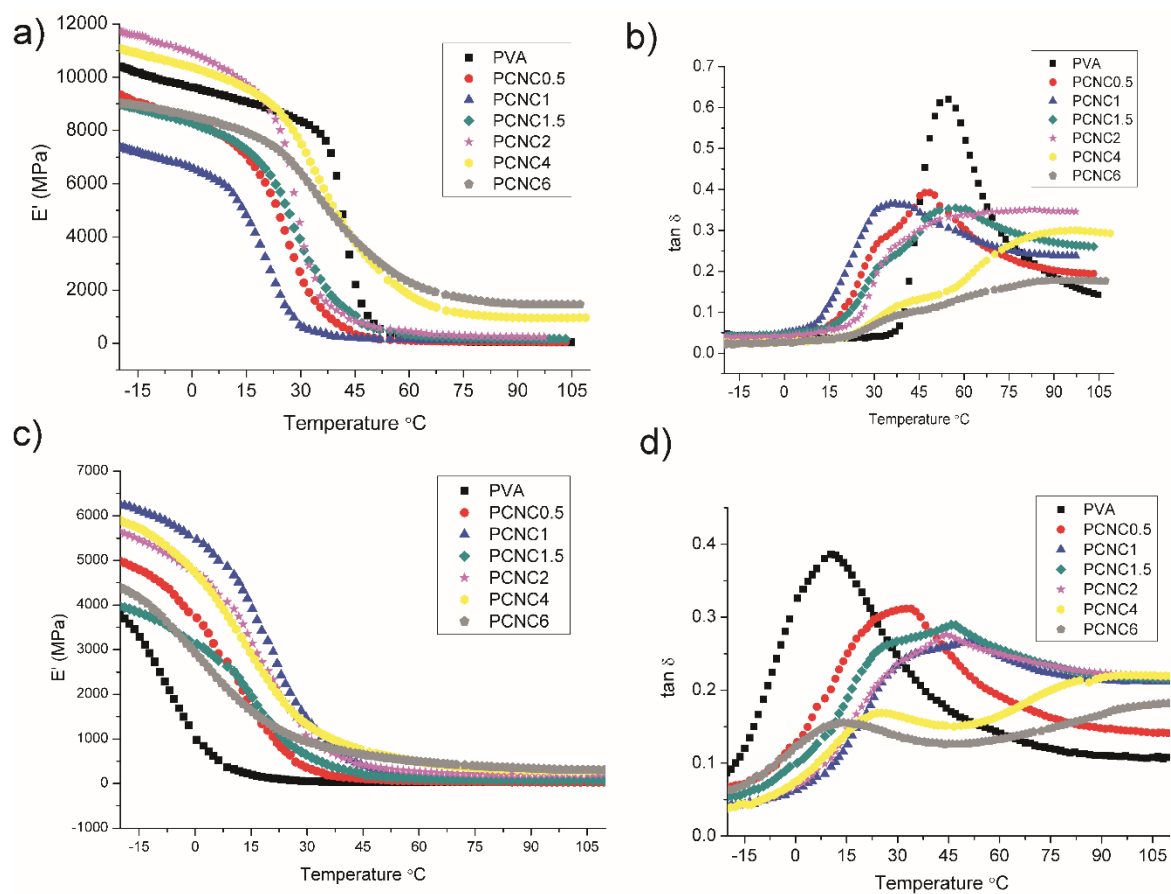 a)
12000
10000
8000
6000
4000
2000
0
E' (MPa)
-15 0 15 30 45 60 75 90 105
Temperature °C
PVA
PCNC0.5
PCNC1
PCNC1.5
PCNC2
PCNC4
PCNC6
b)
0.7
0.6
0.5
0.4
0.3
0.2
0.1
0.0
tan δ
-15 0 15 30 45 60 75 90 105
Temperature °C
PVA
PCNC0.5
PCNC1
PCNC1.5
PCNC2
PCNC4
PCNC6
c)
7000
6000
5000
4000
3000
2000
1000
0
-1000
E' (MPa)
-15 0 15 30 45 60 75 90 105
Temperature °C
PVA
PCNC0.5
PCNC1
PCNC1.5
PCNC2
PCNC4
PCNC6
d)
0.4
0.3
0.2
0.1
0.0
tan δ
-15 0 15 30 45 60 75 90 105
Temperature °C
PVA
PCNC0.5
PCNC1
PCNC1.5
PCNC2
PCNC4
PCNC6